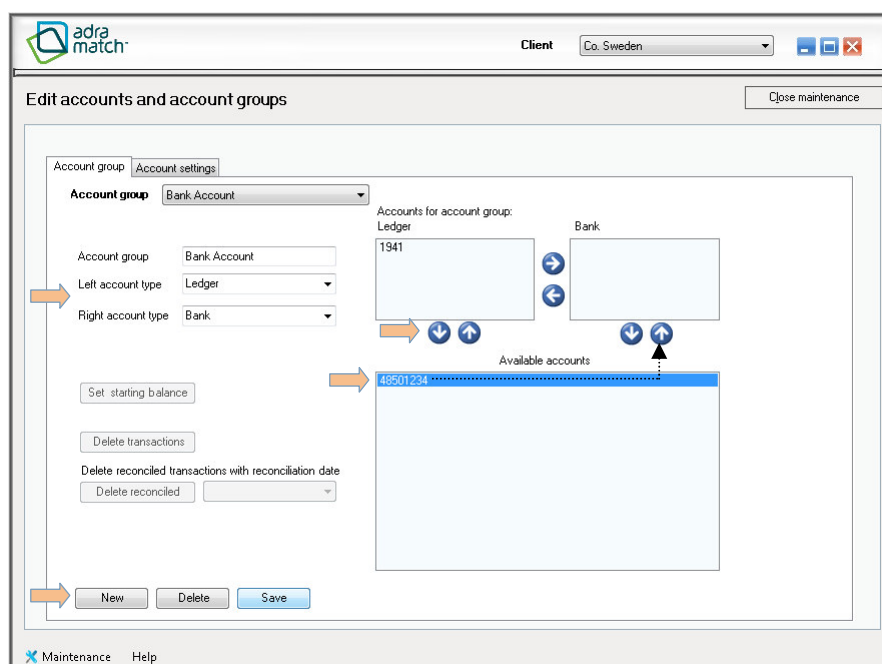 adra
match
Client
Co. Sweden
Edit accounts and account groups
Close maintenance
Account group
Account settings
Account group
Bank Account
Accounts for account group:
Ledger
Bank
1941
Account group
Bank Account
Left account type
Ledger
Right account type
Bank
Available accounts
48501234
Set starting balance
Delete transactions
Delete reconciled transactions with reconciliation date
Delete reconciled
New
Delete
Save
Maintenance
Help